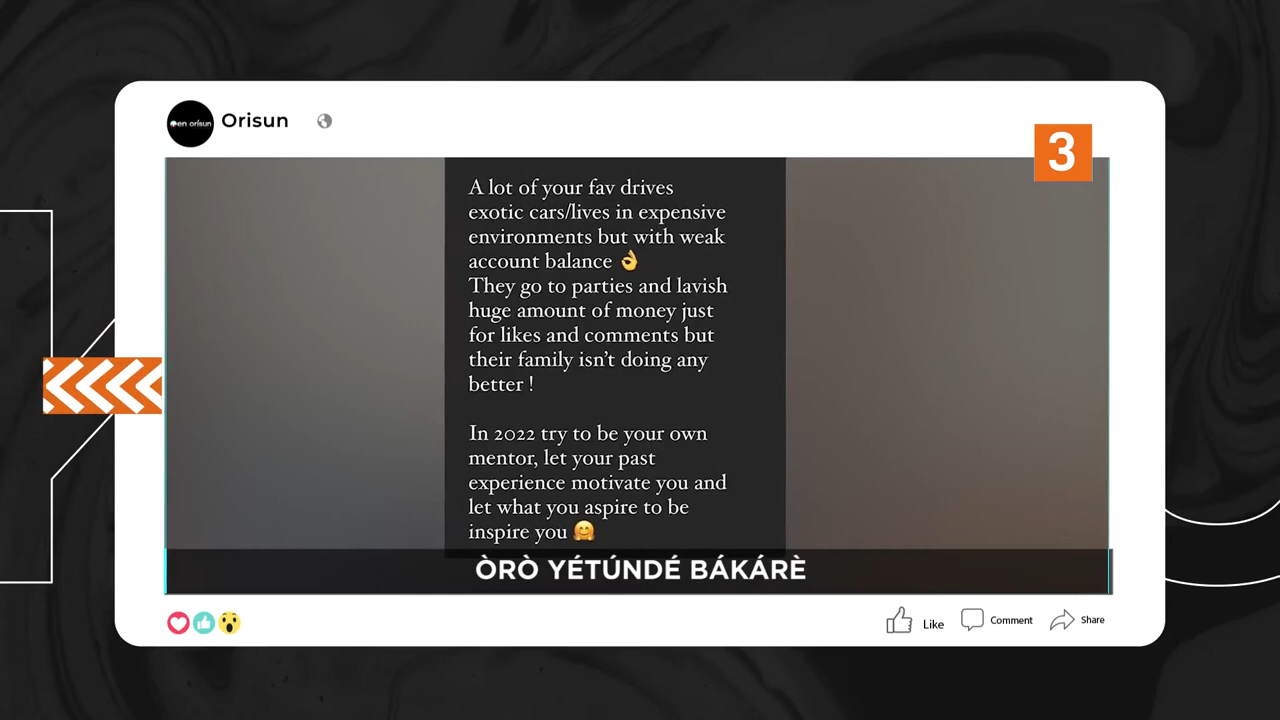 en orisun
Orisun
3
A lot of your fav drives
exotic cars/lives in expensive
environments but with weak
account balance 👌
They go to parties and lavish
huge amount of money just
for likes and comments but
their family isn't doing any
better !
In 2022 try to be your own
mentor, let your past
experience motivate you and
let what you aspire to be
inspire you 🤗
ÒRÒ YÉTÚNDÉ BÁKÁRÈ
Like
Comment
Share